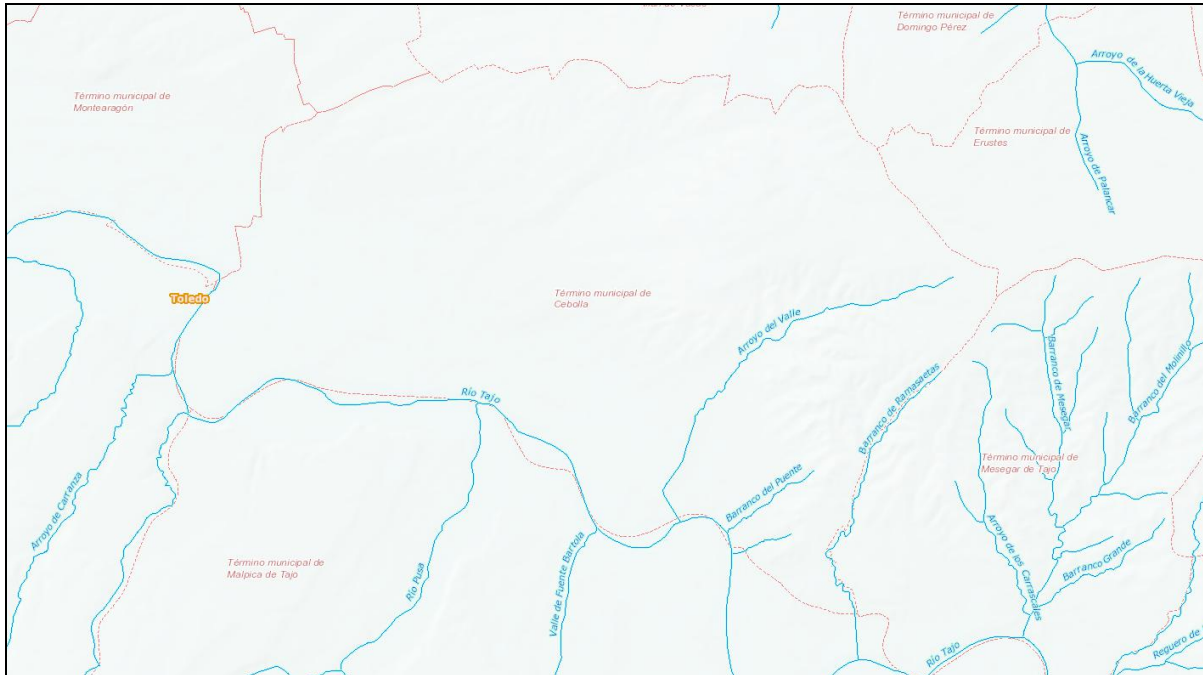 Término municipal de
Domingo Pérez
Arroyo de la Huerta Vieja
Término municipal de
Montearagón
Término municipal de
Erustes
Arroyo de Palancar
Toledo
Término municipal de
Cebolla
Arroyo del Valle
Barranco de Ramasaetas
Barranco de Mesegar
Barranco del Molinillo
Río Tajo
Término municipal de
Mesegar de Tajo
Arroyo de Carranza
Barranco del Puente
Término municipal de
Malpica de Tajo
Río Pusa
Valle de Fuente Bartola
Arroyo de los Carrascales
Barranco Grande
Río Tajo
Reguero de